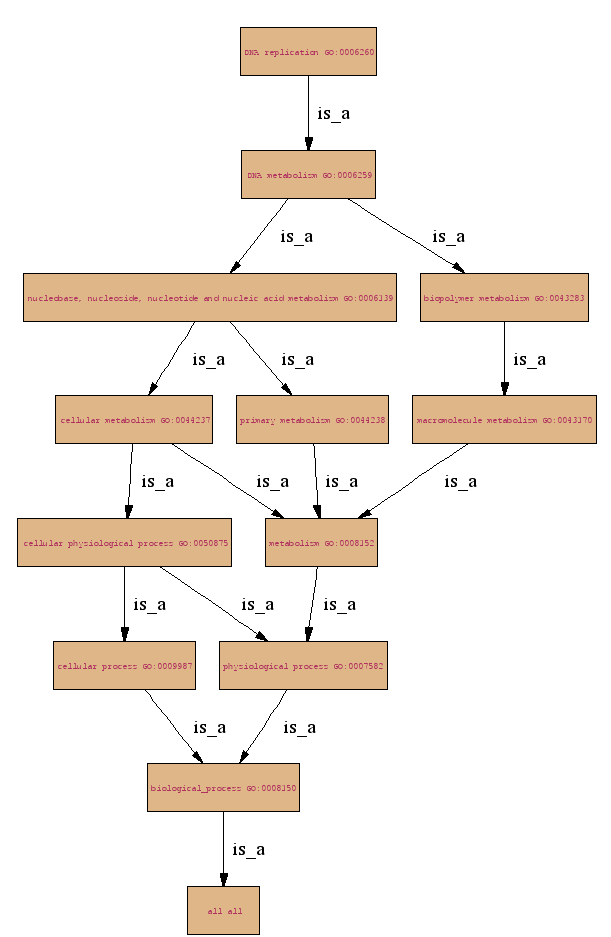 DNA replication GO:0006260
is_a
DNA metabolism GO:0006259
is_a
is_a
nucleobase, nucleoside, nucleotide and nucleic acid metabolism GO:0006139
biopolymer metabolism GO:0043283
is_a
is_a
is_a
cellular metabolism GO:0044237
primary metabolism GO:0044238
macromolecule metabolism GO:0043170
is_a
is_a
is_a
is_a
cellular physiological process GO:0050875
metabolism GO:0008152
is_a
is_a
is_a
cellular process GO:0009987
physiological process GO:0007582
is_a
is_a
biological_process GO:0008150
is_a
all all